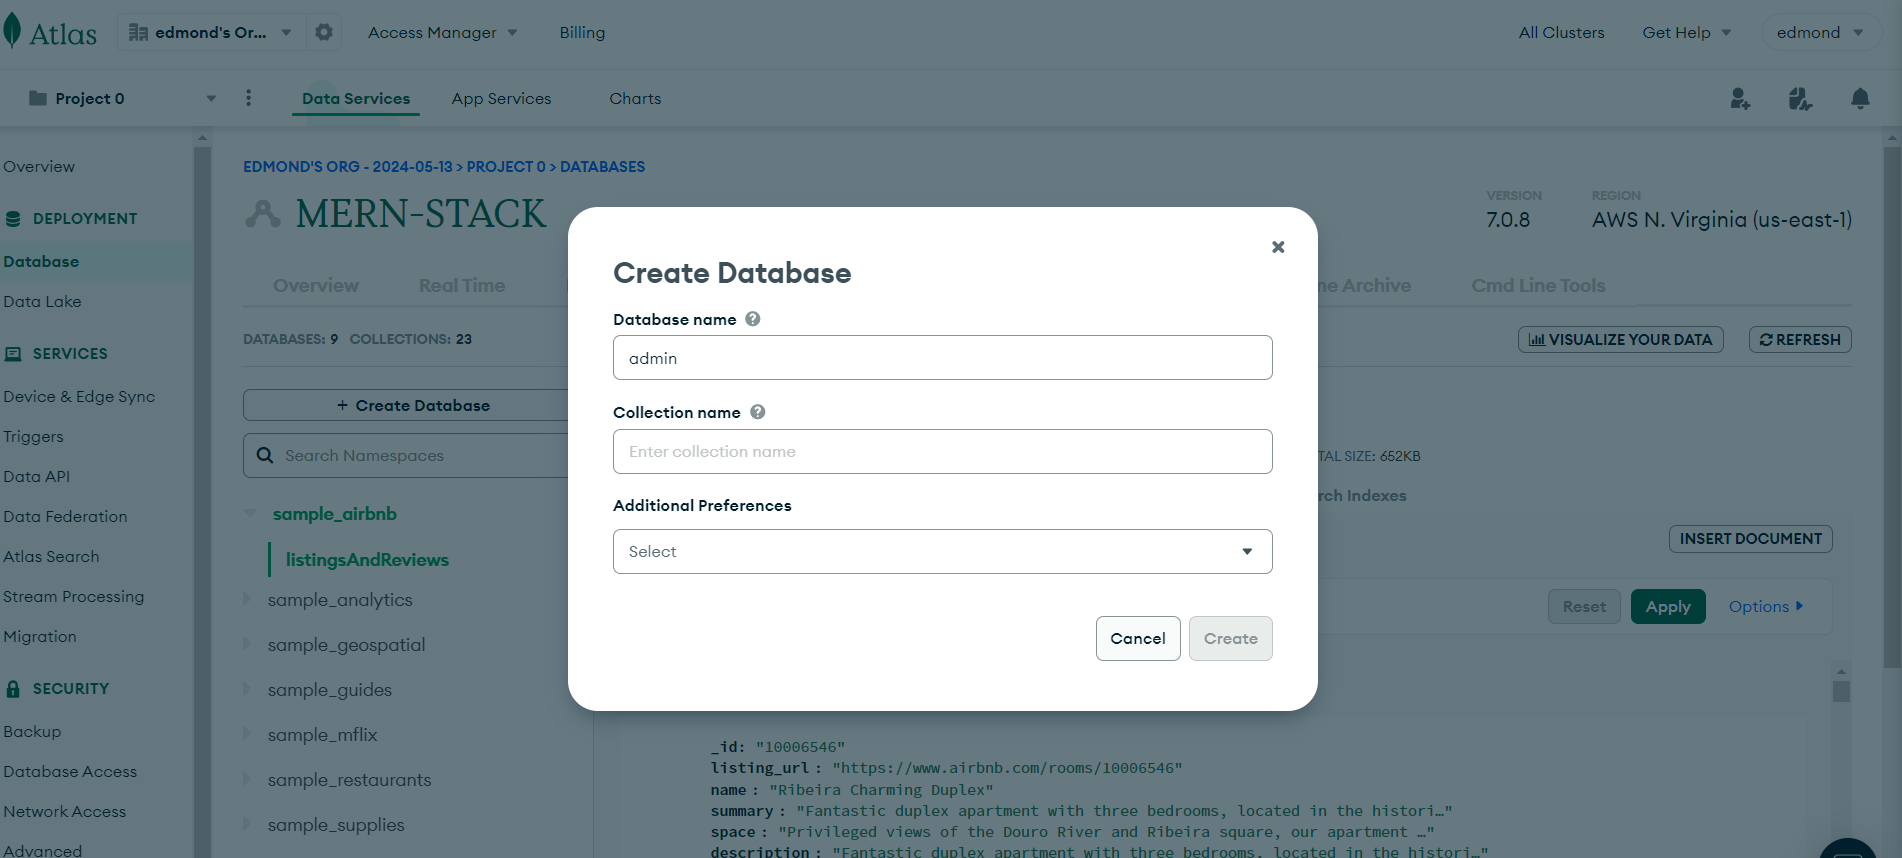 Atlas
edmond's Or...
Access Manager
Billing
All Clusters
Get Help
edmond
Project 0
Data Services
App Services
Charts
Overview
DEPLOYMENT
Database
Data Lake
SERVICES
Device & Edge Sync
Triggers
Data API
Data Federation
Atlas Search
Stream Processing
Migration
SECURITY
Backup
Database Access
Network Access
Advanced
EDMOND'S ORG - 2024-05-13 > PROJECT 0 > DATABASES
MERN-STACK
VERSION
7.0.8
REGION
AWS N. Virginia (us-east-1)
Overview
Real Time
ne Archive
Cmd Line Tools
DATABASES: 9 COLLECTIONS: 23
VISUALIZE YOUR DATA
REFRESH
+ Create Database
Search Namespaces
sample_airbnb
listingsAndReviews
sample_analytics
sample_geospatial
sample_guides
sample_mflix
sample_restaurants
sample_supplies
Create Database
Database name
admin
Collection name
Enter collection name
Additional Preferences
Select
Cancel
Create
TAL SIZE: 652KB
rch Indexes
INSERT DOCUMENT
Reset
Apply
Options
_id: "10006546"
listing_url : "https://www.airbnb.com/rooms/10006546"
name : "Ribeira Charming Duplex"
summary : "Fantastic duplex apartment with three bedrooms, located in the histori…"
space : "Privileged views of the Douro River and Ribeira square, our apartment …"
description : "Fantastic duplex apartment with three bedrooms, located in the histori…"